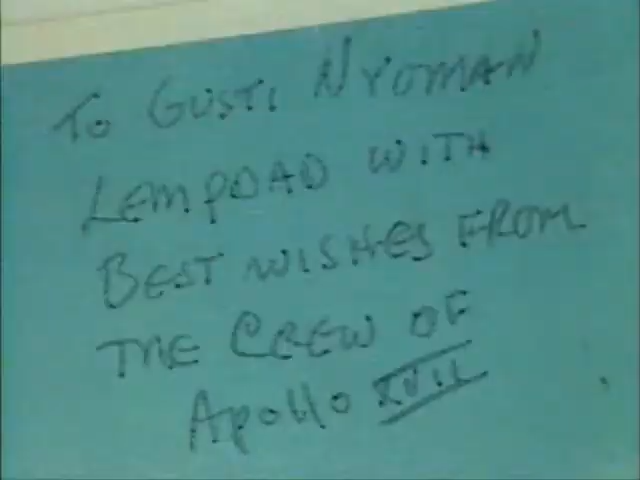 To Gusti Nyoman
Lempoad with
Best wishes from
the Crew of
Apollo XVII